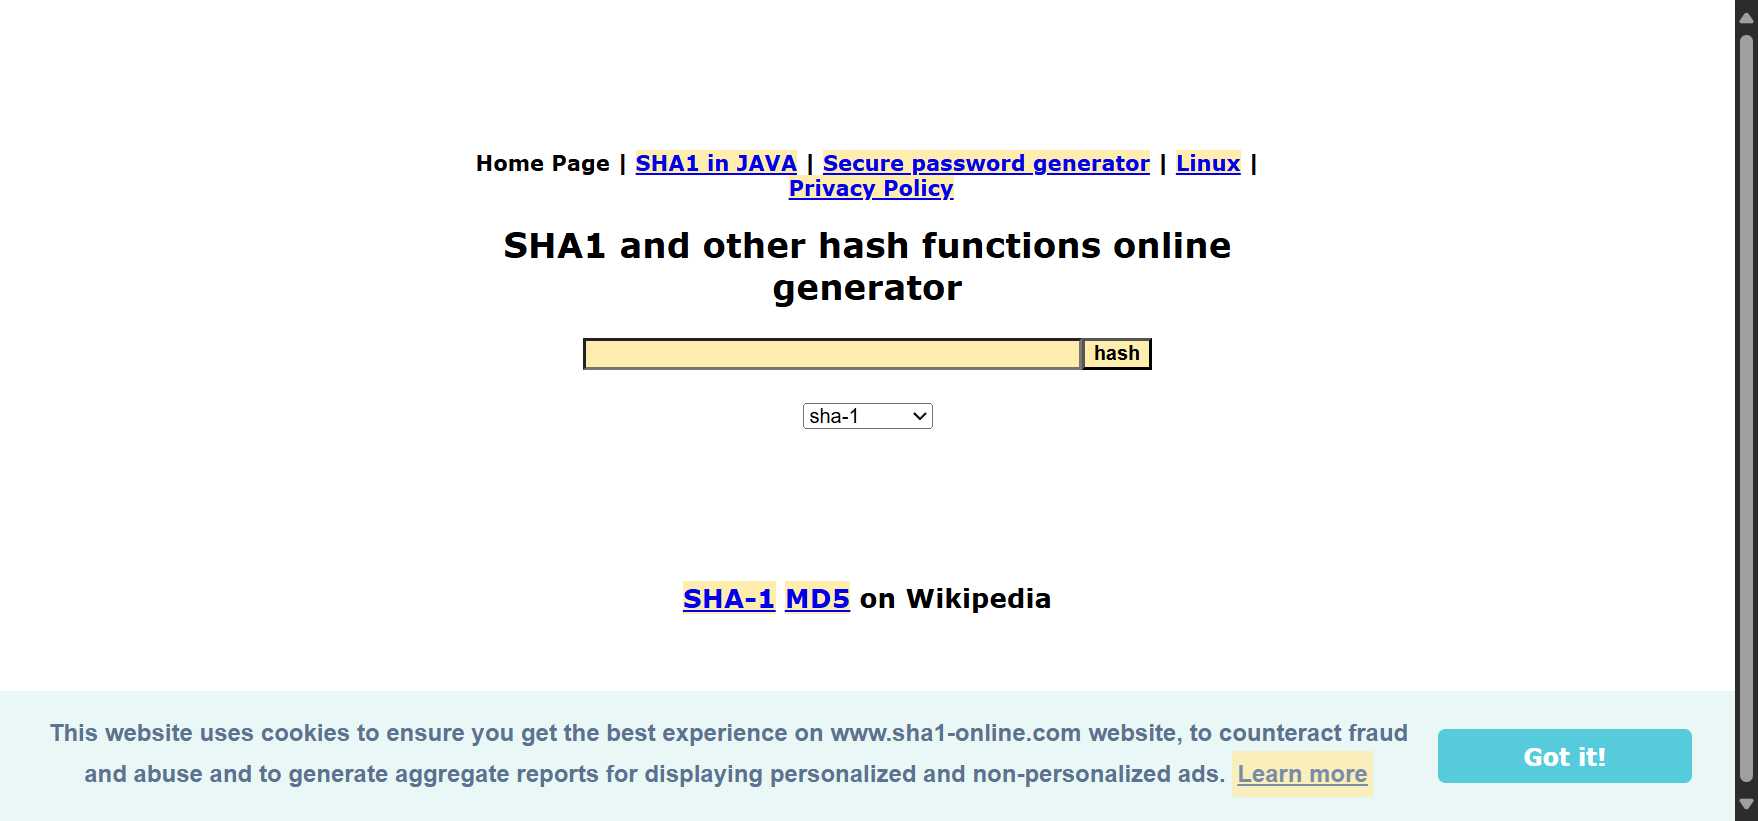 Home Page | SHA1 in JAVA | Secure password generator | Linux |
Privacy Policy
SHA1 and other hash functions online
generator
hash
sha-1
SHA-1 MD5 on Wikipedia
This website uses cookies to ensure you get the best experience on www.sha1-online.com website, to counteract fraud
and abuse and to generate aggregate reports for displaying personalized and non-personalized ads. Learn more
Got it!